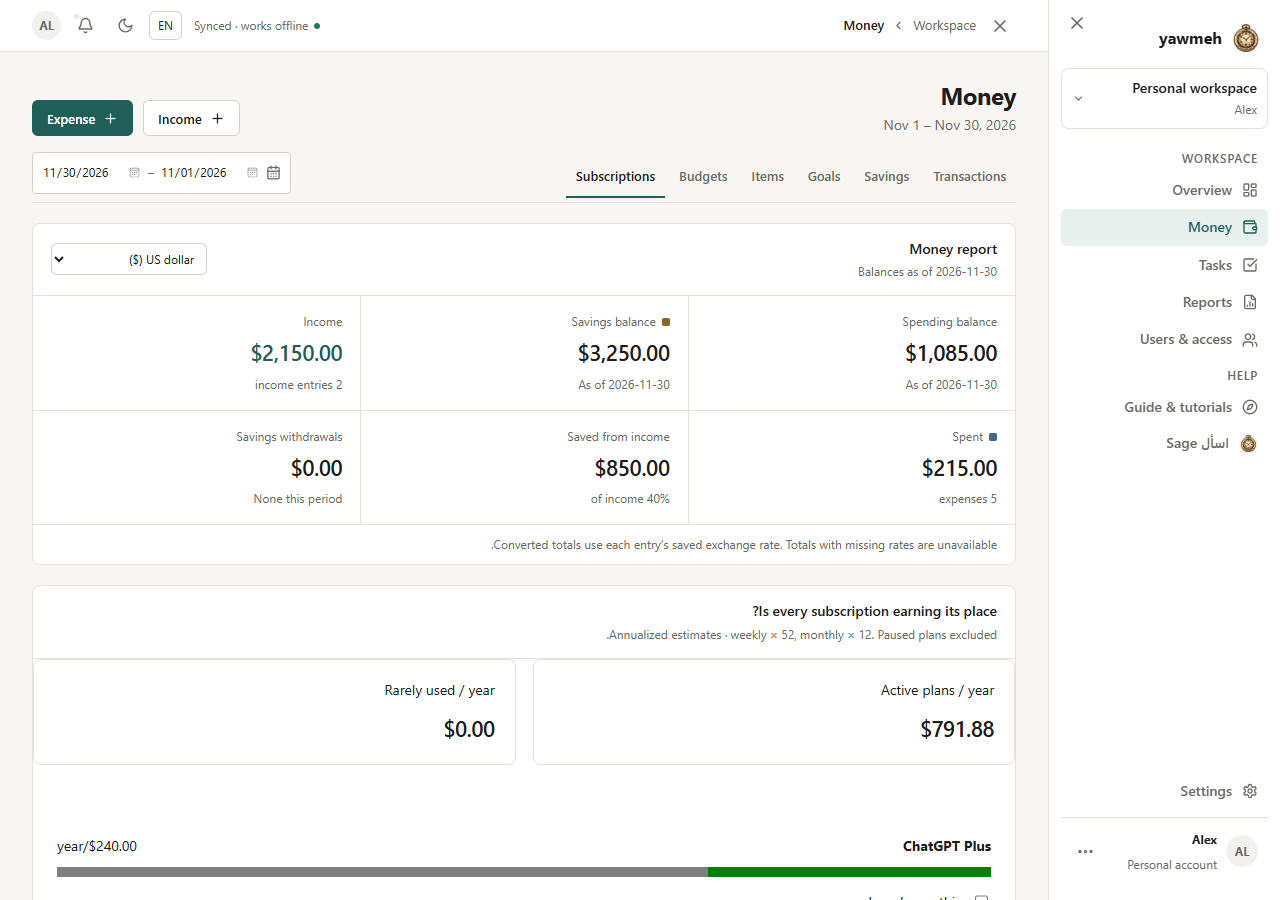 AL
EN
Synced · works offline
Money
Workspace
yawmeh
Personal workspace
Alex
WORKSPACE
Overview
Money
Tasks
Reports
Users & access
HELP
Guide & tutorials
اسأل Sage
Settings
Alex
Personal account
AL
Money
Nov 1 – Nov 30, 2026
Expense +
Income +
11/30/2026 – 11/01/2026
Subscriptions
Budgets
Items
Goals
Savings
Transactions
Money report
Balances as of 2026-11-30
($) US dollar
Spending balance
$1,085.00
As of 2026-11-30
Savings balance
$3,250.00
As of 2026-11-30
Income
$2,150.00
income entries 2
Spent
$215.00
expenses 5
Saved from income
$850.00
of income 40%
Savings withdrawals
$0.00
None this period
.Converted totals use each entry’s saved exchange rate. Totals with missing rates are unavailable
?Is every subscription earning its place
.Annualized estimates · weekly × 52, monthly × 12. Paused plans excluded
Active plans / year
$791.88
Rarely used / year
$0.00
ChatGPT Plus
year/$240.00